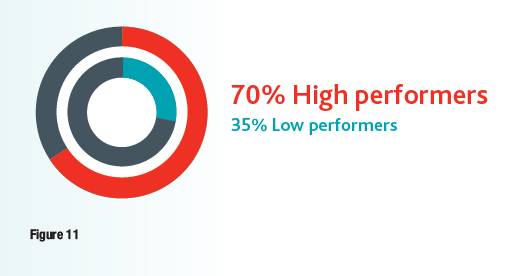 70% High performers
35% Low performers
Figure 11